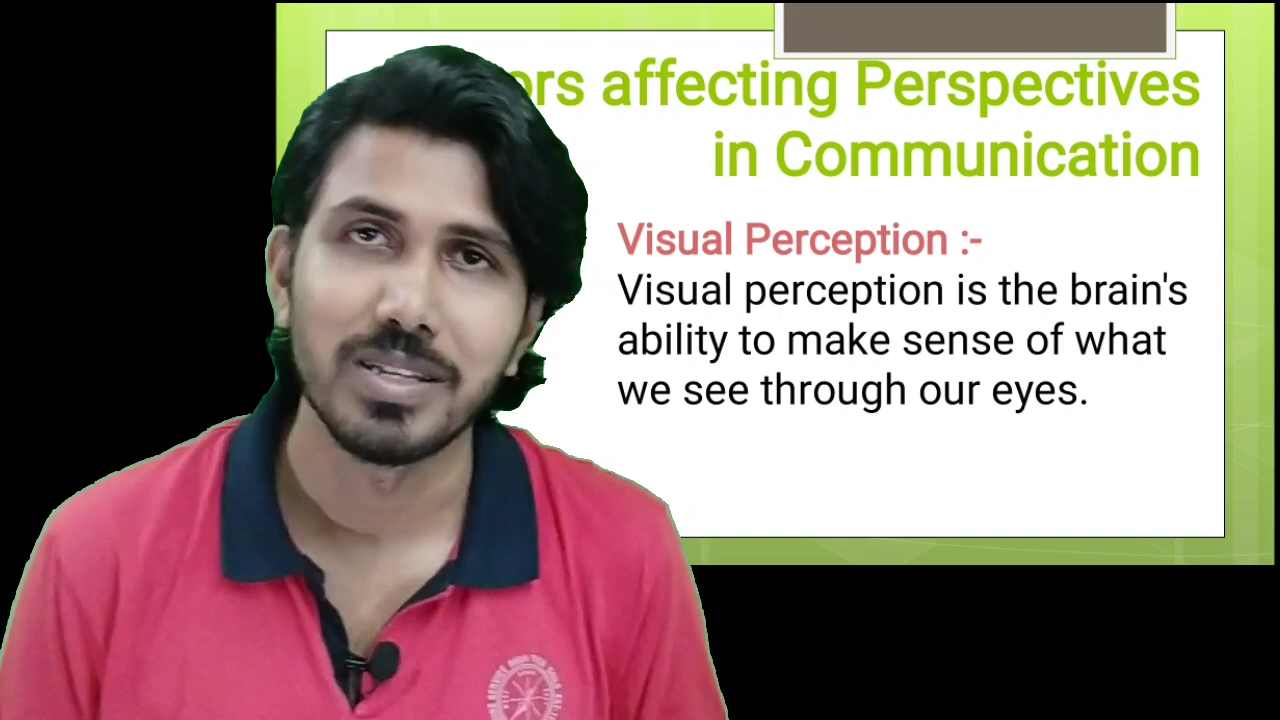 ors affecting Perspectives
in Communication
Visual Perception :-
Visual perception is the brain's
ability to make sense of what
we see through our eyes.